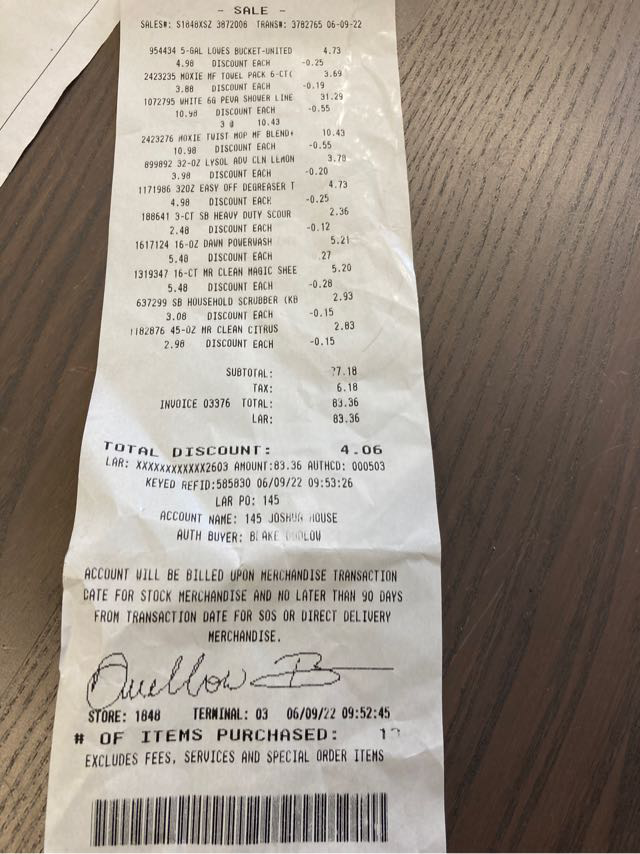 - SALE -
SALES#: S1848XSZ 3872008 TRANS#: 3782765 06-09-22
954434 5-GAL LOWES BUCKET-UNITED 4.73
4.98 DISCOUNT EACH -0.25
2423235 MOXIE MF TOWEL PACK 6-CT( 3.69
3.88 DISCOUNT EACH -0.19
1072795 WHITE 6G PEVA SHOWER LINE 31.29
10.98 DISCOUNT EACH -0.55
3 @ 10.43
2423276 MOXIE TWIST MOP MF BLEND+ 10.43
10.98 DISCOUNT EACH -0.55
899892 32-OZ LYSOL ADV CLN LEMON 3.78
3.98 DISCOUNT EACH -0.20
1171986 32OZ EASY OFF DEGREASER T 4.73
4.98 DISCOUNT EACH -0.25
188641 3-CT SB HEAVY DUTY SCOUR 2.36
2.48 DISCOUNT EACH -0.12
1617124 16-OZ DAWN POWERWASH 5.21
5.48 DISCOUNT EACH .27
1319347 16-CT MR CLEAN MAGIC SHEE 5.20
5.48 DISCOUNT EACH -0.28
637299 SB HOUSEHOLD SCRUBBER (KB 2.93
3.08 DISCOUNT EACH -0.15
1182876 45-OZ MR CLEAN CITRUS 2.83
2.98 DISCOUNT EACH -0.15
SUBTOTAL: 77.18
TAX: 6.18
INVOICE 03376 TOTAL: 83.36
LAR: 83.36
TOTAL DISCOUNT: 4.06
LAR: XXXXXXXXXXXX2603 AMOUNT:83.36 AUTHCD: 000503
KEYED REFID:585830 06/09/22 09:53:26
LAR PO: 145
ACCOUNT NAME: 145 JOSHUA HOUSE
AUTH BUYER: BLAKE
ACCOUNT WILL BE BILLED UPON MERCHANDISE TRANSACTION
DATE FOR STOCK MERCHANDISE AND NO LATER THAN 90 DAYS
FROM TRANSACTION DATE FOR SOS OR DIRECT DELIVERY
MERCHANDISE.
STORE: 1848 TERMINAL: 03 06/09/22 09:52:45
# OF ITEMS PURCHASED:
EXCLUDES FEES, SERVICES AND SPECIAL ORDER ITEMS